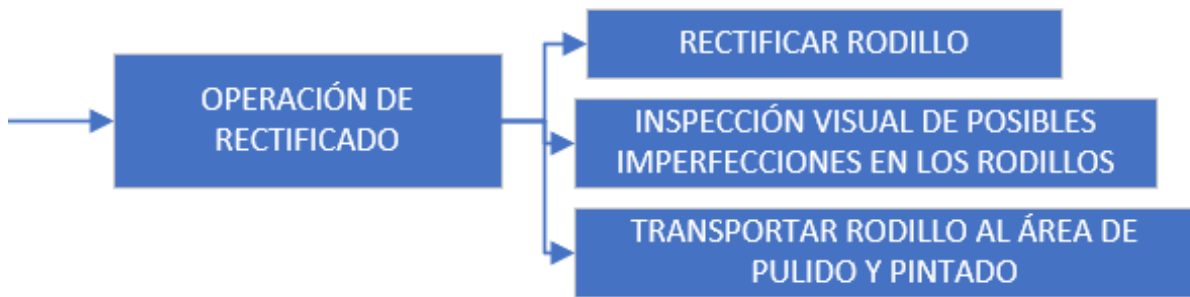 OPERACIÓN DE
RECTIFICADO
RECTIFICAR RODILLO
INSPECCIÓN VISUAL DE POSIBLES
IMPERFECCIONES EN LOS RODILLOS
TRANSPORTAR RODILLO AL ÁREA DE
PULIDO Y PINTADO